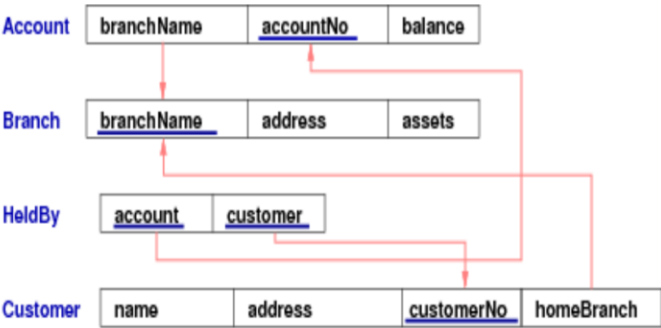 Account branchName accountNo balance
Branch branchName address assets
HeldBy account customer
Customer name address customerNo homeBranch